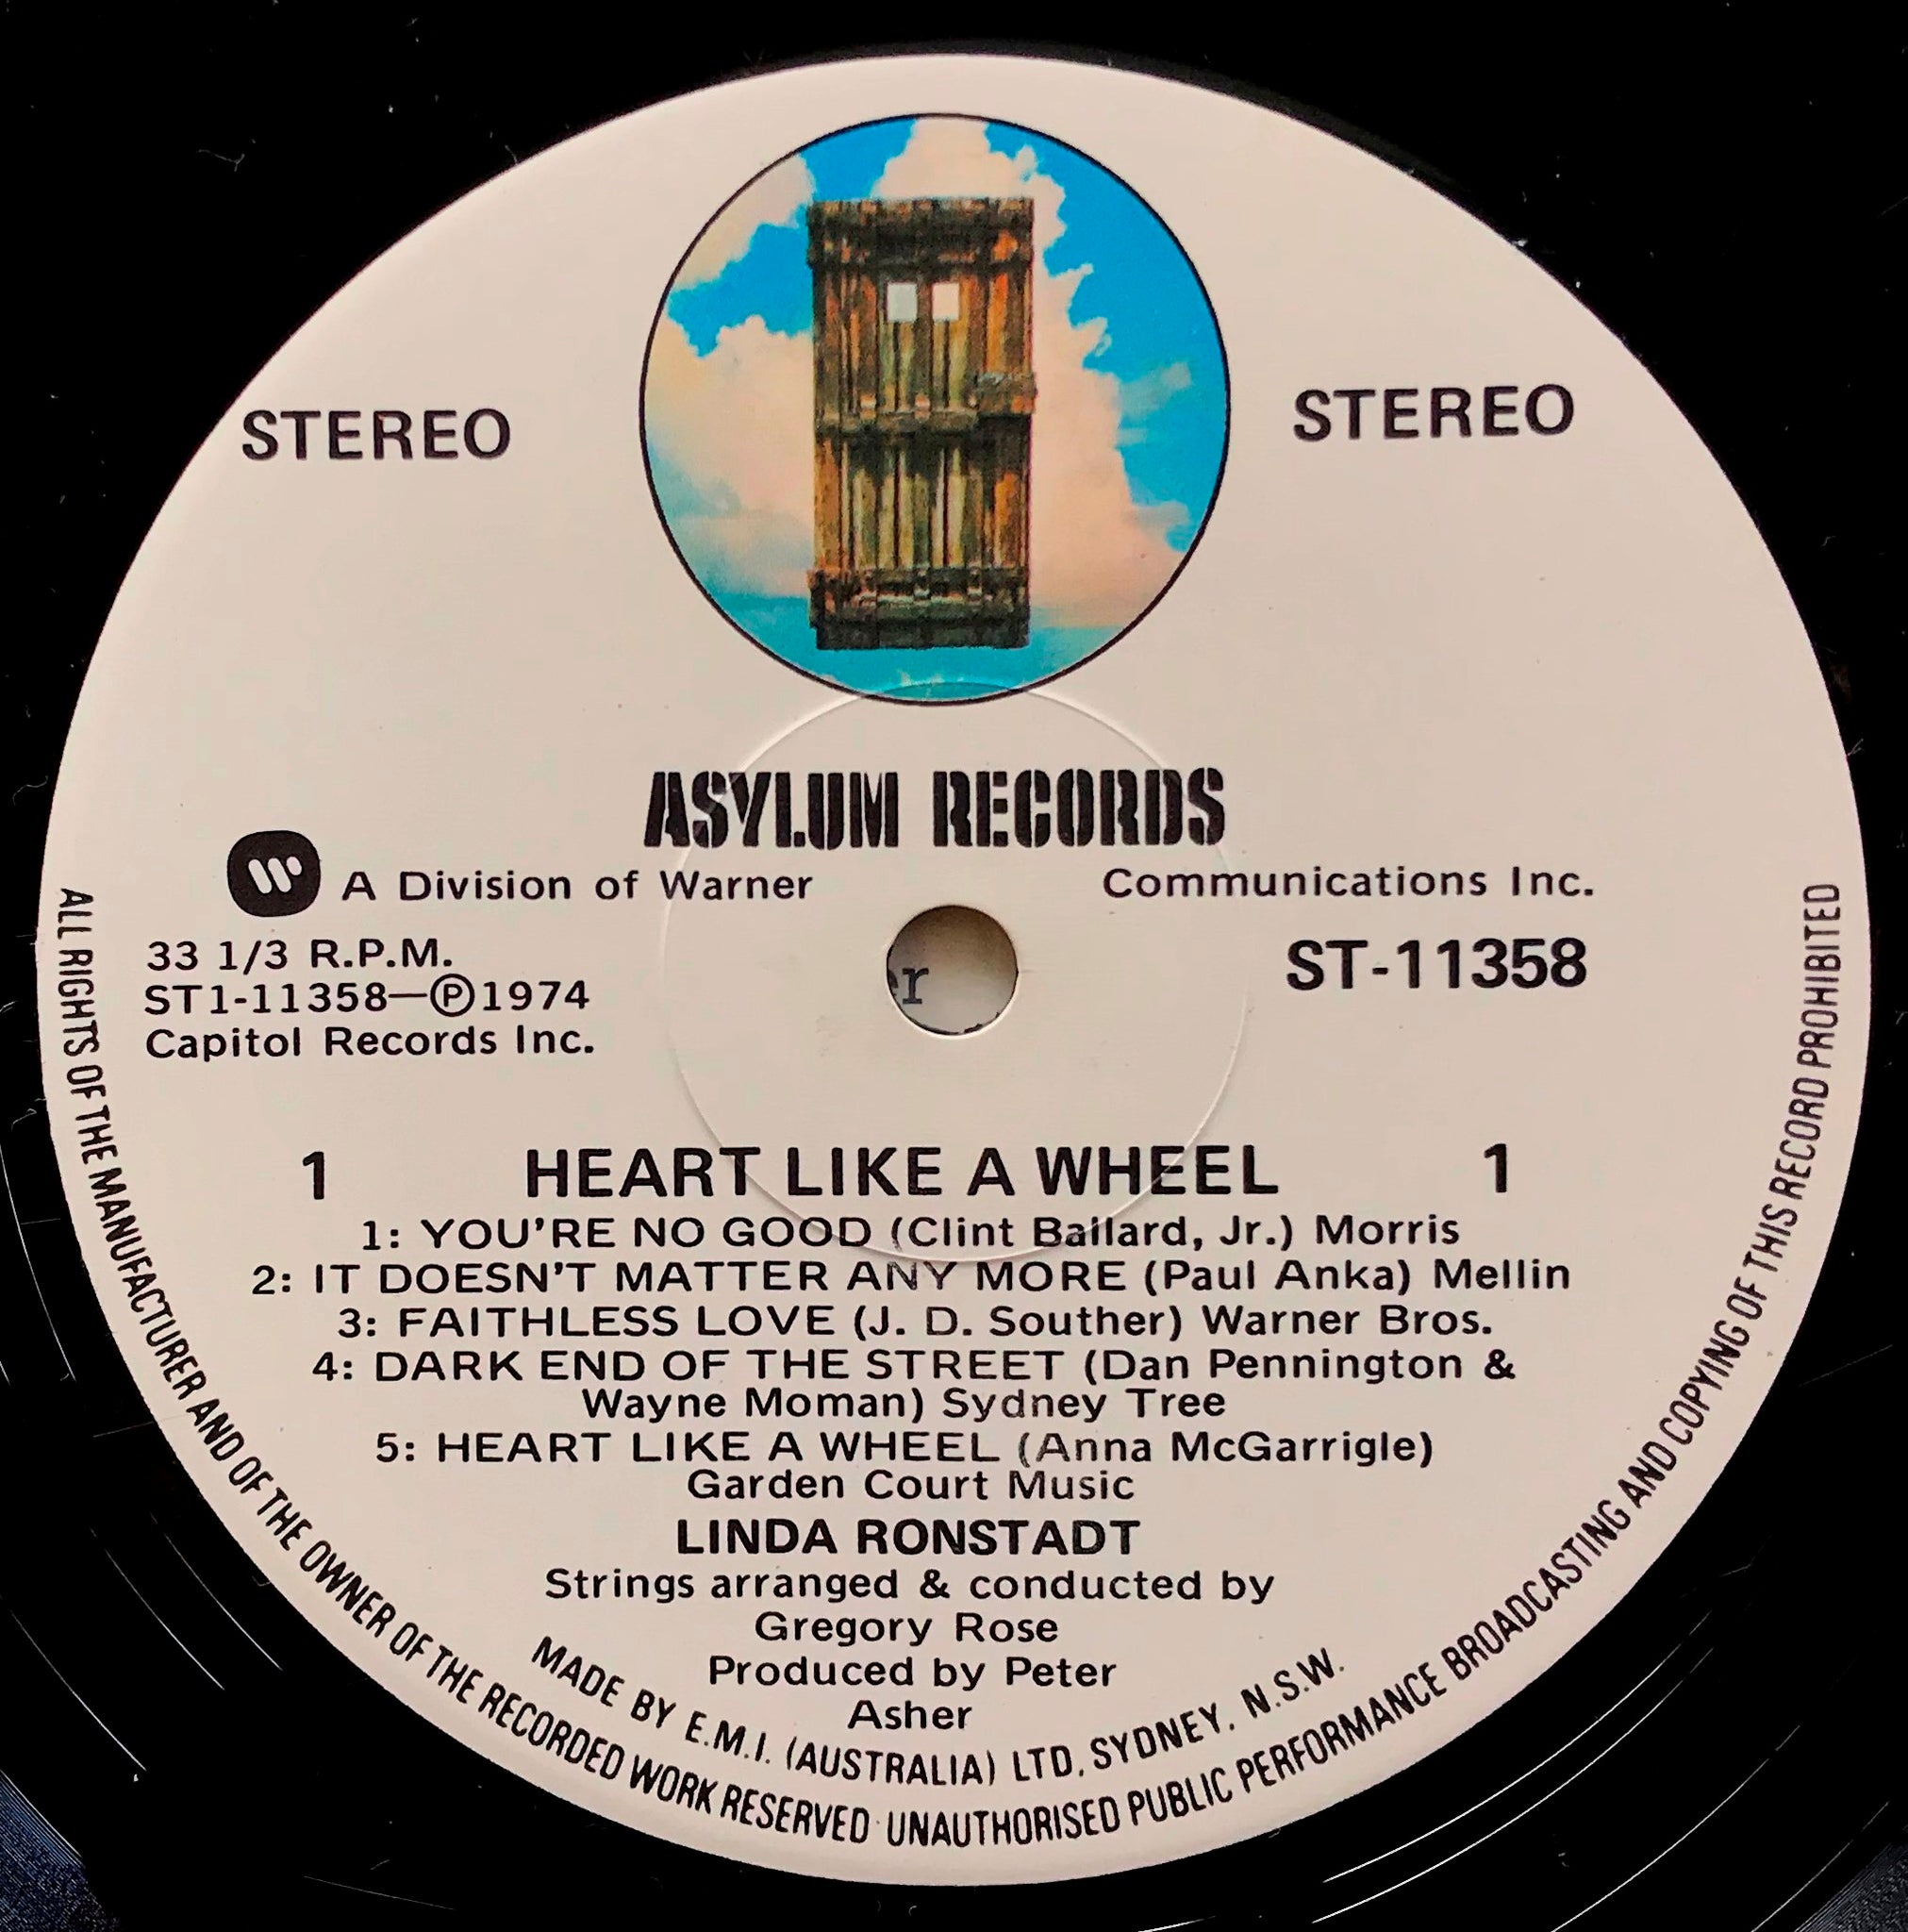 STEREO
STEREO
ASYLUM RECORDS
A Division of Warner Communications Inc.
33 1/3 R.P.M.
ST1-11358—Ⓟ1974
Capitol Records Inc.
ST-11358
1 HEART LIKE A WHEEL 1
1: YOU'RE NO GOOD (Clint Ballard, Jr.) Morris
2: IT DOESN'T MATTER ANY MORE (Paul Anka) Mellin
3: FAITHLESS LOVE (J. D. Souther) Warner Bros.
4: DARK END OF THE STREET (Dan Pennington &
Wayne Moman) Sydney Tree
5: HEART LIKE A WHEEL (Anna McGarrigle)
Garden Court Music
LINDA RONSTADT
Strings arranged & conducted by
Gregory Rose
Produced by Peter
Asher
MADE BY E.M.I. (AUSTRALIA) LTD. SYDNEY. N.S.W.
ALL RIGHTS OF THE MANUFACTURER AND OF THE OWNER OF THE RECORDED WORK RESERVED · UNAUTHORISED PUBLIC PERFORMANCE BROADCASTING AND COPYING OF THIS RECORD PROHIBITED